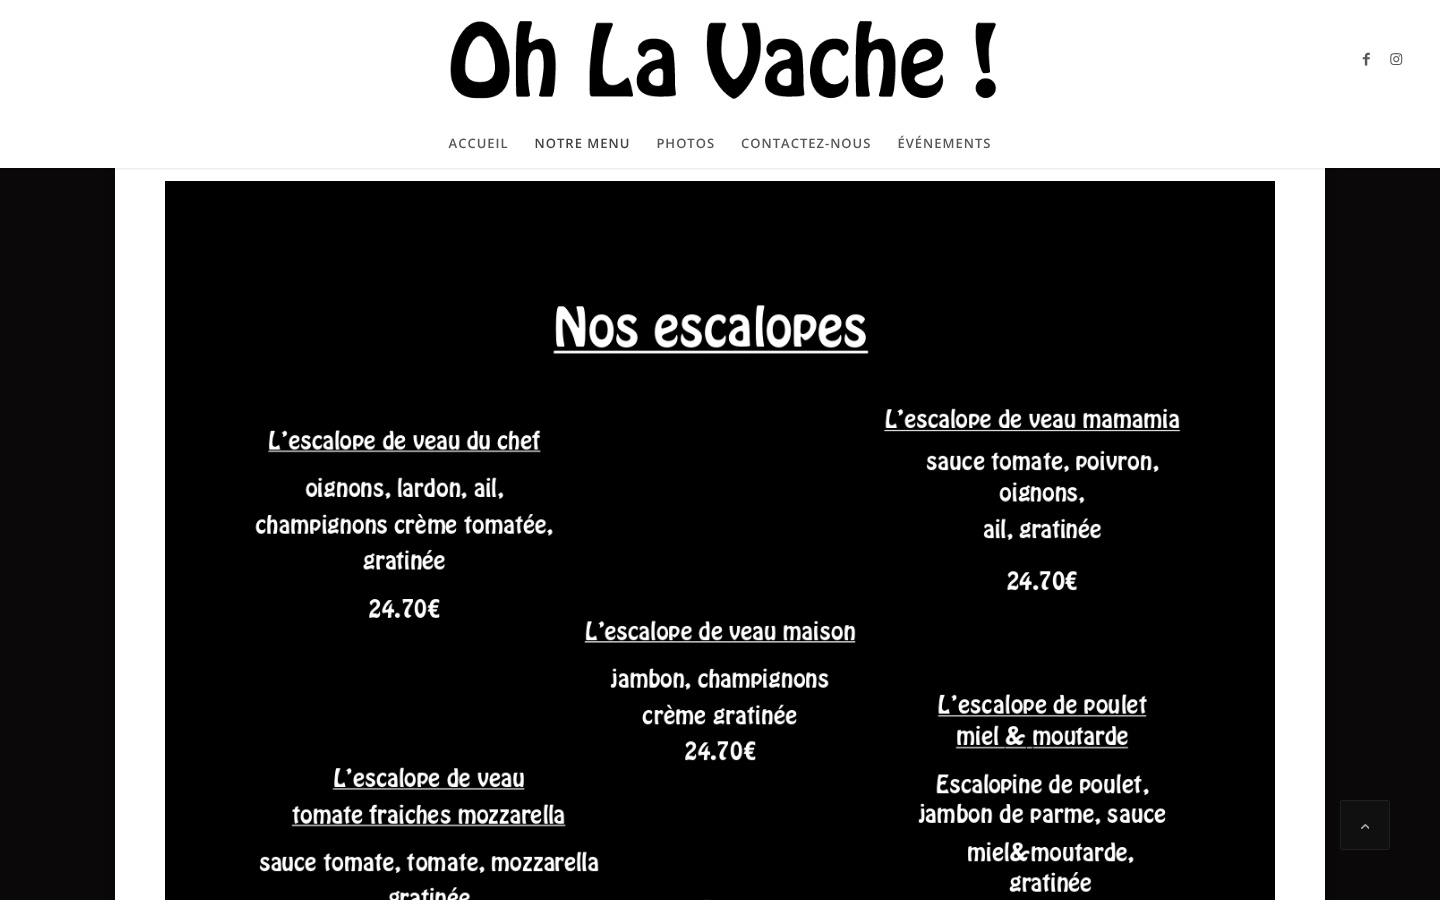 Oh La Vache !
ACCUEIL NOTRE MENU PHOTOS CONTACTEZ-NOUS ÉVÉNEMENTS
Nos escalopes
L'escalope de veau du chef
oignons, lardon, ail,
champignons crème tomatée,
gratinée
24.70€
L'escalope de veau mamamia
sauce tomate, poivron,
oignons,
ail, gratinée
24.70€
L'escalope de veau maison
jambon, champignons
crème gratinée
24.70€
L'escalope de veau
tomate fraiches mozzarella
sauce tomate, tomate, mozzarella
gratinée
L'escalope de poulet
miel & moutarde
Escalopine de poulet,
jambon de parme, sauce
miel&moutarde,
gratinée